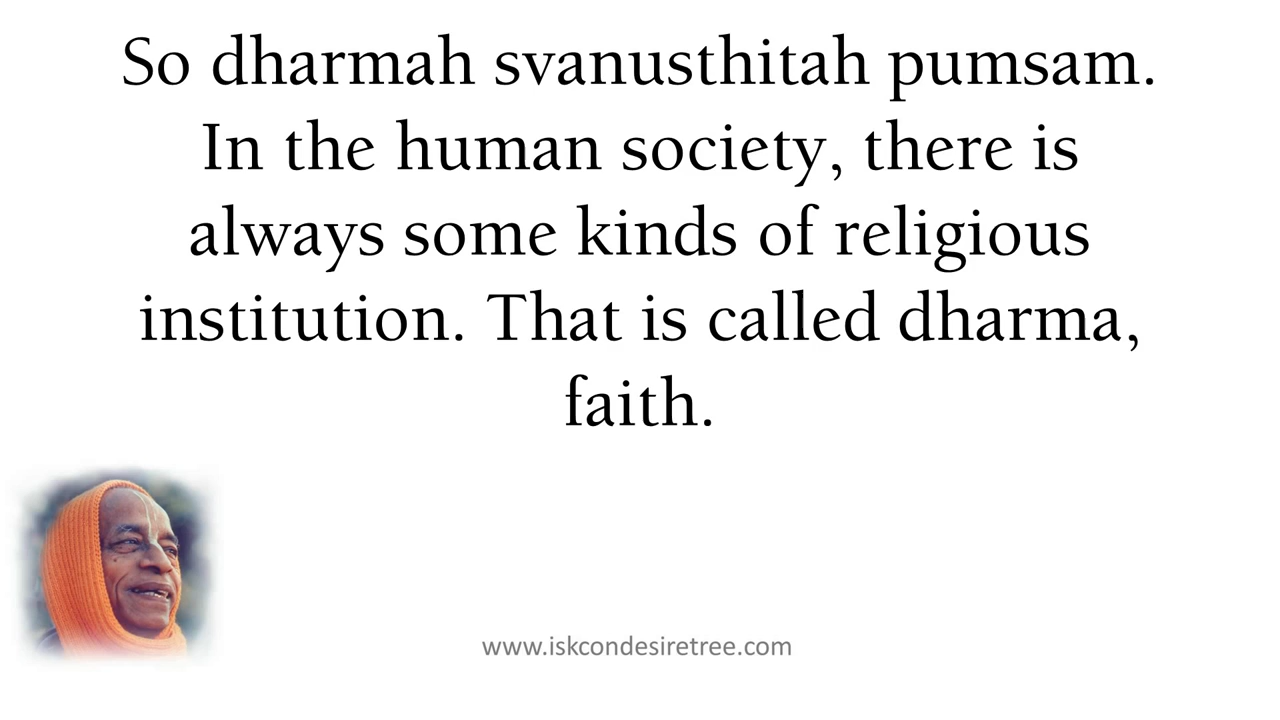 So dharmah svanusthitah pumsam.
In the human society, there is
always some kinds of religious
institution. That is called dharma,
faith.
www.iskcondesiretree.com